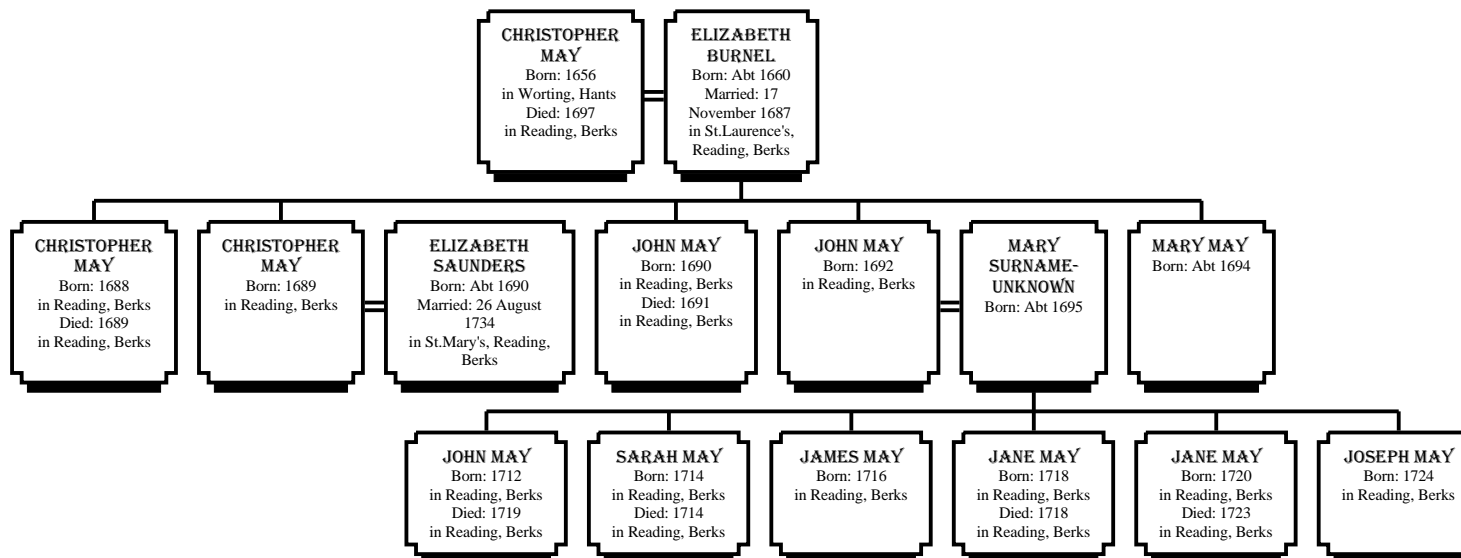 CHRISTOPHER
MAY
Born: 1656
in Worting, Hants
Died: 1697
in Reading, Berks
ELIZABETH
BURNEL
Born: Abt 1660
Married: 17
November 1687
in St.Laurence's,
Reading, Berks
CHRISTOPHER
MAY
Born: 1688
in Reading, Berks
Died: 1689
in Reading, Berks
CHRISTOPHER
MAY
Born: 1689
in Reading, Berks
ELIZABETH
SAUNDERS
Born: Abt 1690
Married: 26 August
1734
in St.Mary's, Reading,
Berks
JOHN MAY
Born: 1690
in Reading, Berks
Died: 1691
in Reading, Berks
JOHN MAY
Born: 1692
in Reading, Berks
MARY
SURNAME-
UNKNOWN
Born: Abt 1695
MARY MAY
Born: Abt 1694
JOHN MAY
Born: 1712
in Reading, Berks
Died: 1719
in Reading, Berks
SARAH MAY
Born: 1714
in Reading, Berks
Died: 1714
in Reading, Berks
JAMES MAY
Born: 1716
in Reading, Berks
JANE MAY
Born: 1718
in Reading, Berks
Died: 1718
in Reading, Berks
JANE MAY
Born: 1720
in Reading, Berks
Died: 1723
in Reading, Berks
JOSEPH MAY
Born: 1724
in Reading, Berks